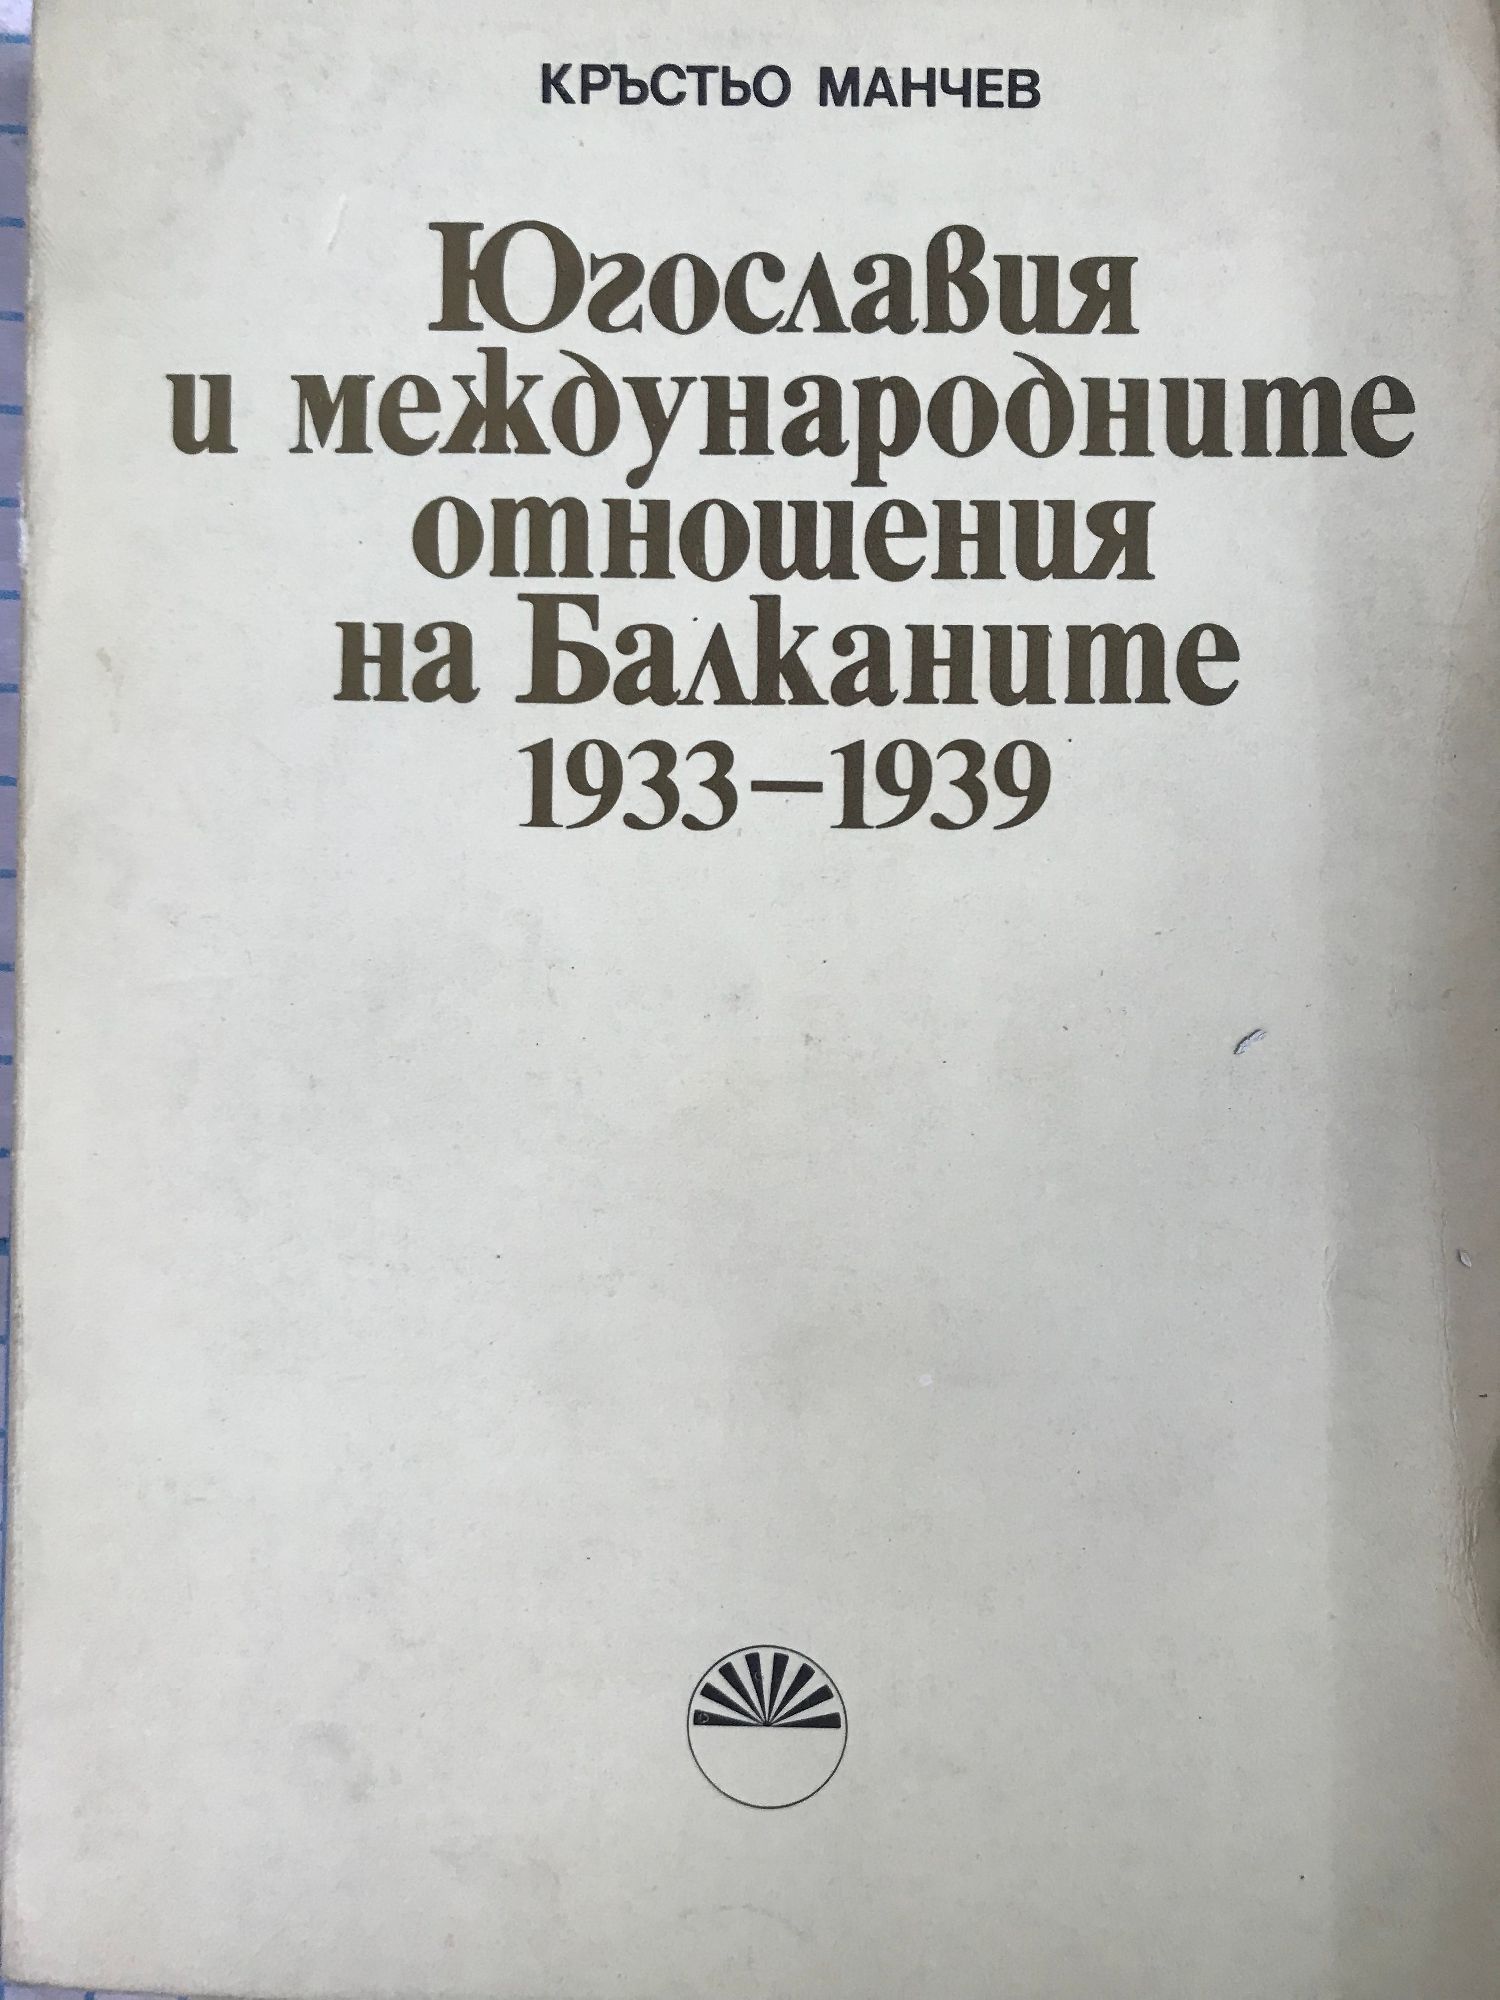 КРЪСТЬО МАНЧЕВ
Югославия
и международните
отношения
на Балканите
1933–1939